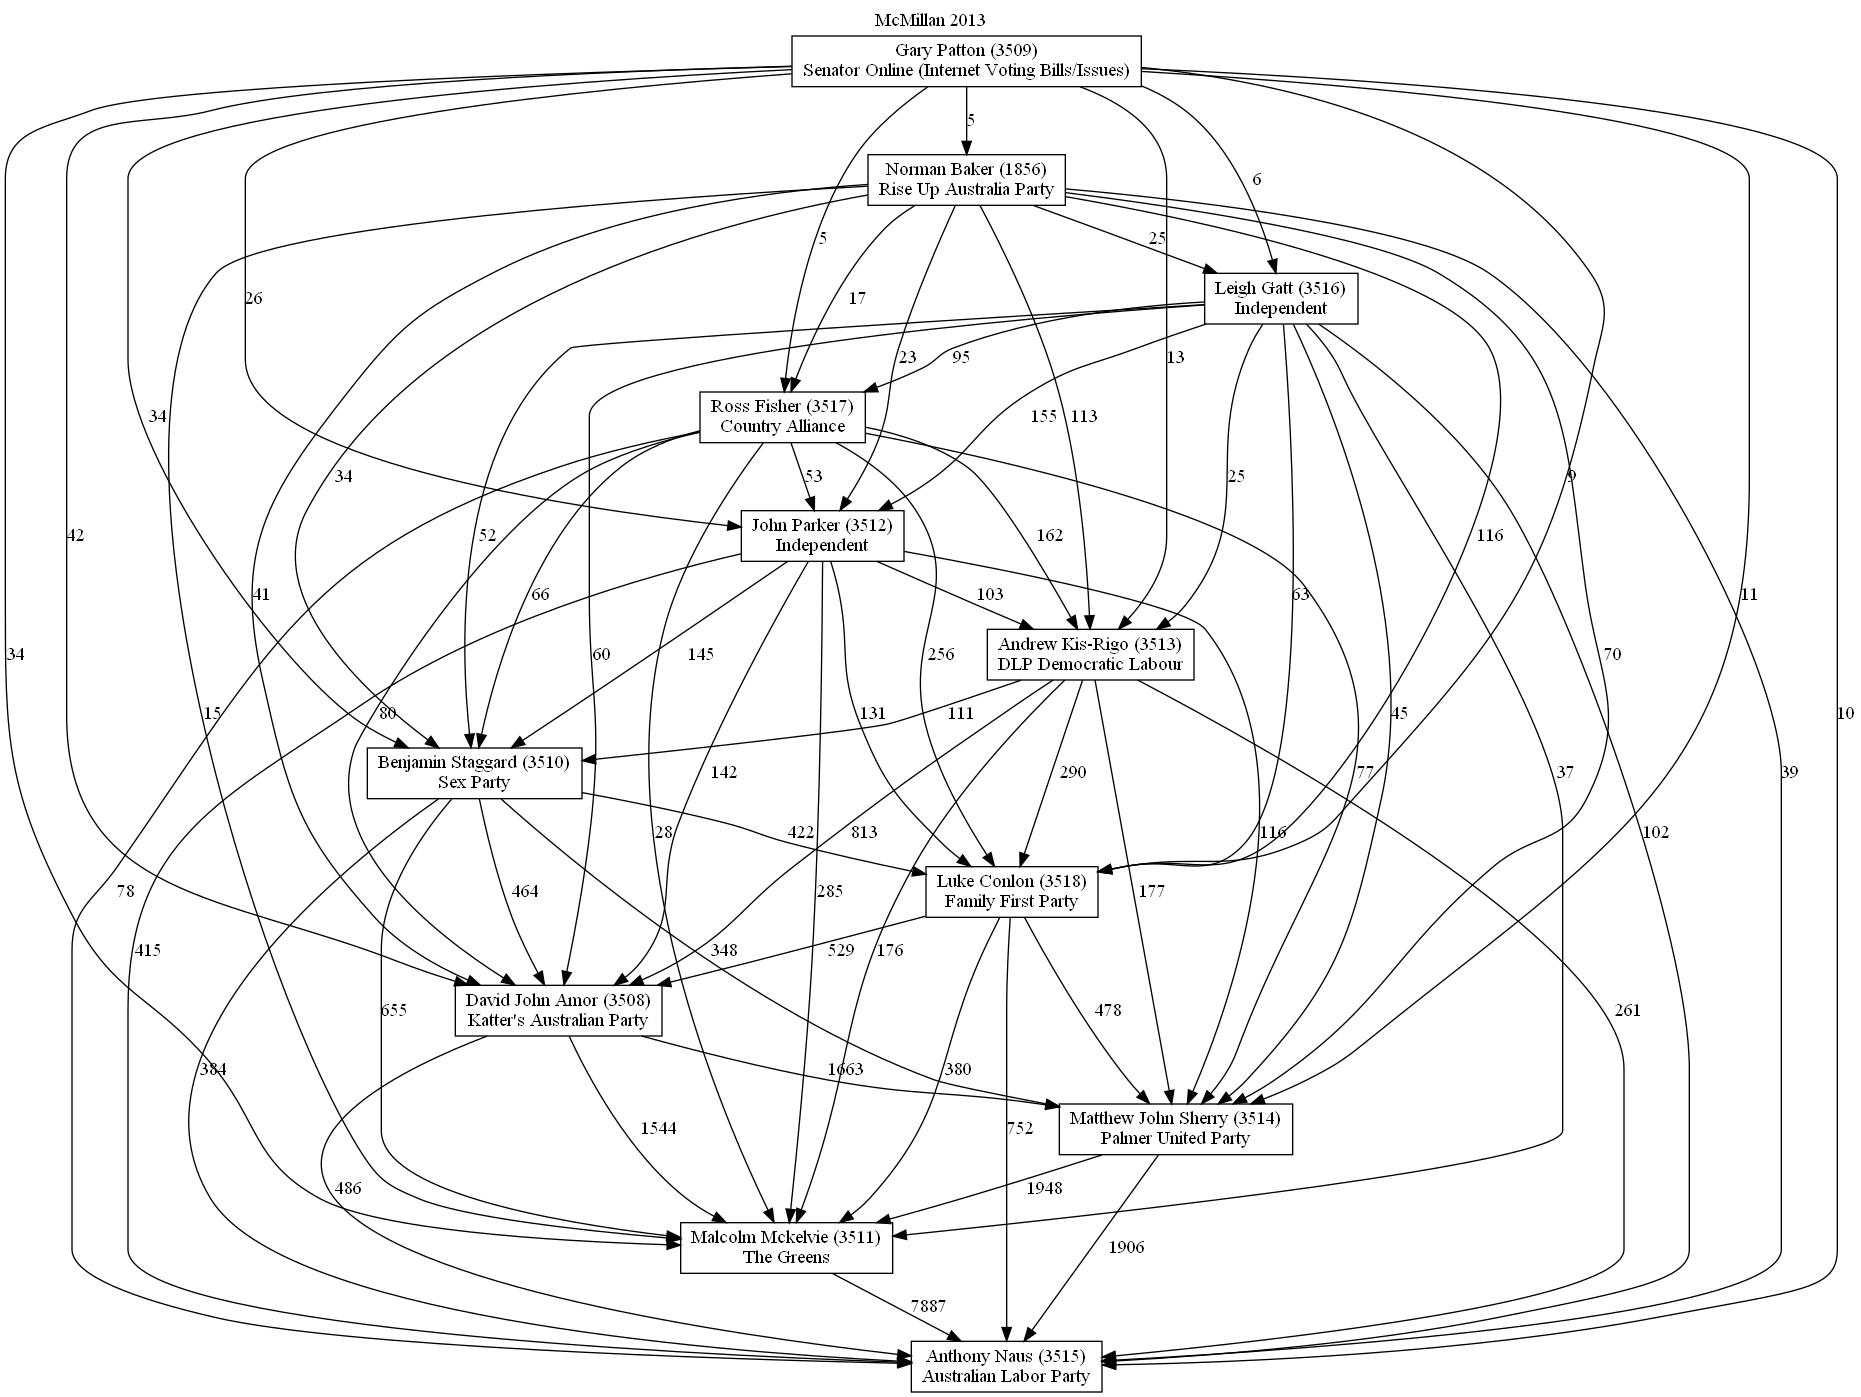 McMillan 2013
Gary Patton (3509)
Senator Online (Internet Voting Bills/Issues)
5
Norman Baker (1856)
Rise Up Australia Party
6
5
25
26
17
Leigh Gatt (3516)
Independent
23
95
13
34
Ross Fisher (3517)
Country Alliance
155
113
34
53
25
9
42
John Parker (3512)
Independent
52
162
116
41
66
60
103
63
11
34
145
256
Andrew Kis-Rigo (3513)
DLP Democratic Labour
70
15
80
131
111
45
10
Benjamin Staggard (3510)
Sex Party
142
290
77
37
39
28
422
813
116
102
78
464
285
Luke Conlon (3518)
Family First Party
177
415
348
529
176
655
David John Amor (3508)
Katter's Australian Party
478
261
384
1663
380
1544
752
Matthew John Sherry (3514)
Palmer United Party
486
1948
Malcolm Mckelvie (3511)
The Greens
1906
7887
Anthony Naus (3515)
Australian Labor Party